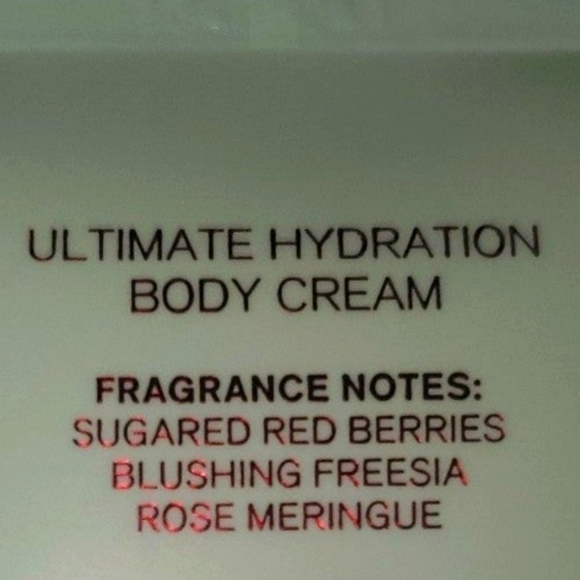 ULTIMATE HYDRATION
BODY CREAM
FRAGRANCE NOTES:
SUGARED RED BERRIES
BLUSHING FREESIA
ROSE MERINGUE